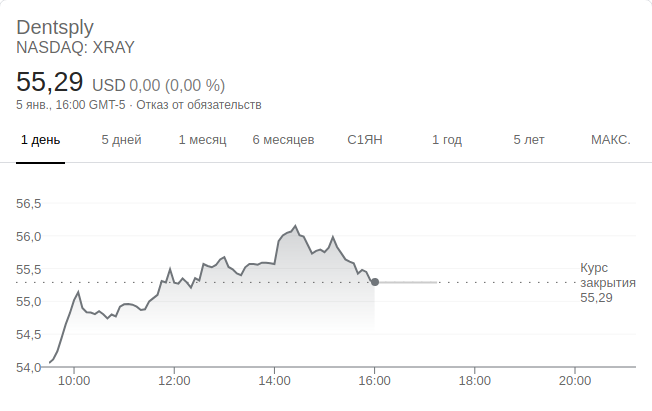 Dentsply
NASDAQ: XRAY
55,29 USD 0,00 (0,00 %)
5 янв., 16:00 GMT-5 · Отказ от обязательств
1 день 5 дней 1 месяц 6 месяцев С1ЯН 1 год 5 лет МАКС.
56,5
56,0
55,5
55,0
54,5
54,0
Курс
закрытия
55,29
10:00 12:00 14:00 16:00 18:00 20:00